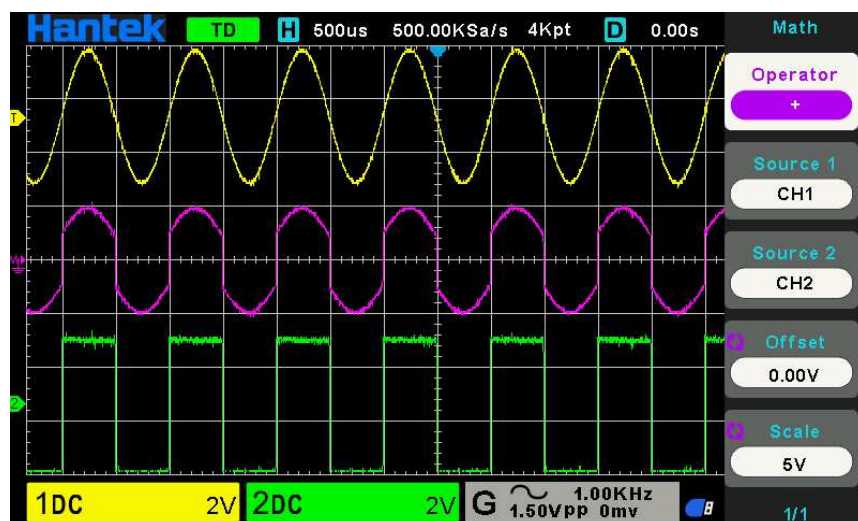 Hantek TD H 500us 500.00KSa/s 4Kpt D 0.00s Math
Operator
+
T
Source 1
CH1
M
Source 2
CH2
Offset
0.00V
2
Scale
5V
1DC 2V 2DC 2V G 1.00KHz
1.50Vpp 0mv
1/1